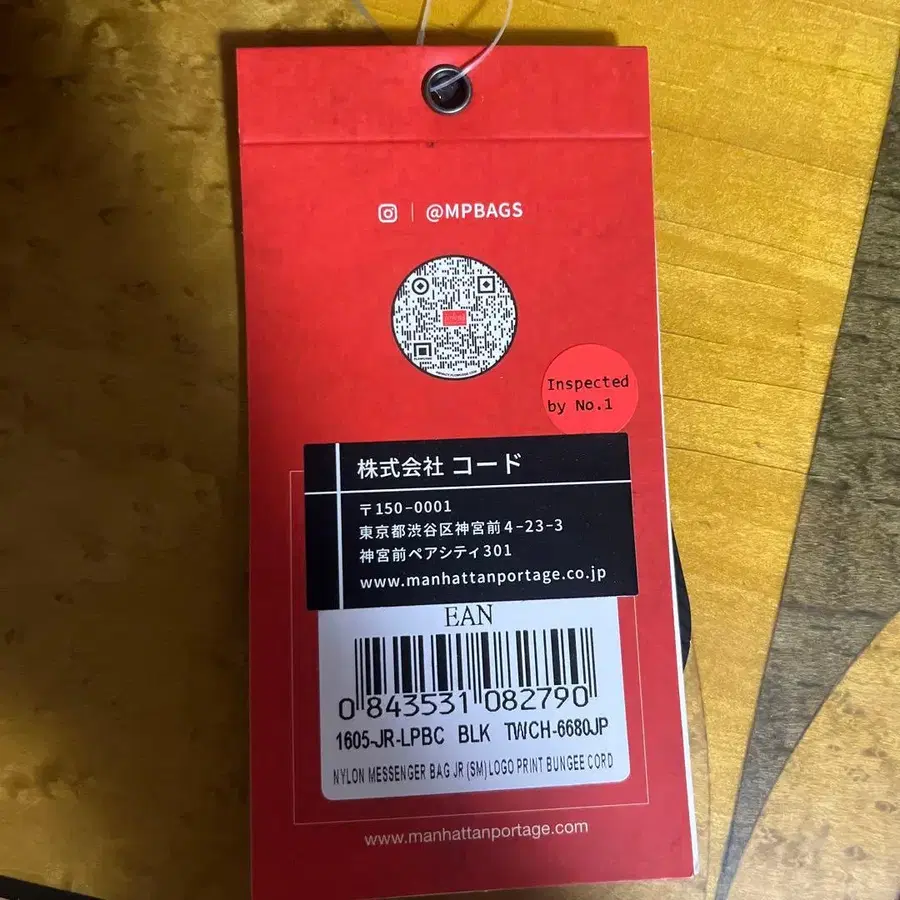 @MPBAGS
Inspected
by No.1
株式会社 コード
〒150-0001
東京都渋谷区神宮前4-23-3
神宮前ペアシティ301
www.manhattanportage.co.jp
EAN
0 843531 082790
1605-JR-LPBC BLK TWCH-6680JP
NYLON MESSENGER BAG JR (SM) LOGO PRINT BUNGEE CORD
www.manhattanportage.com